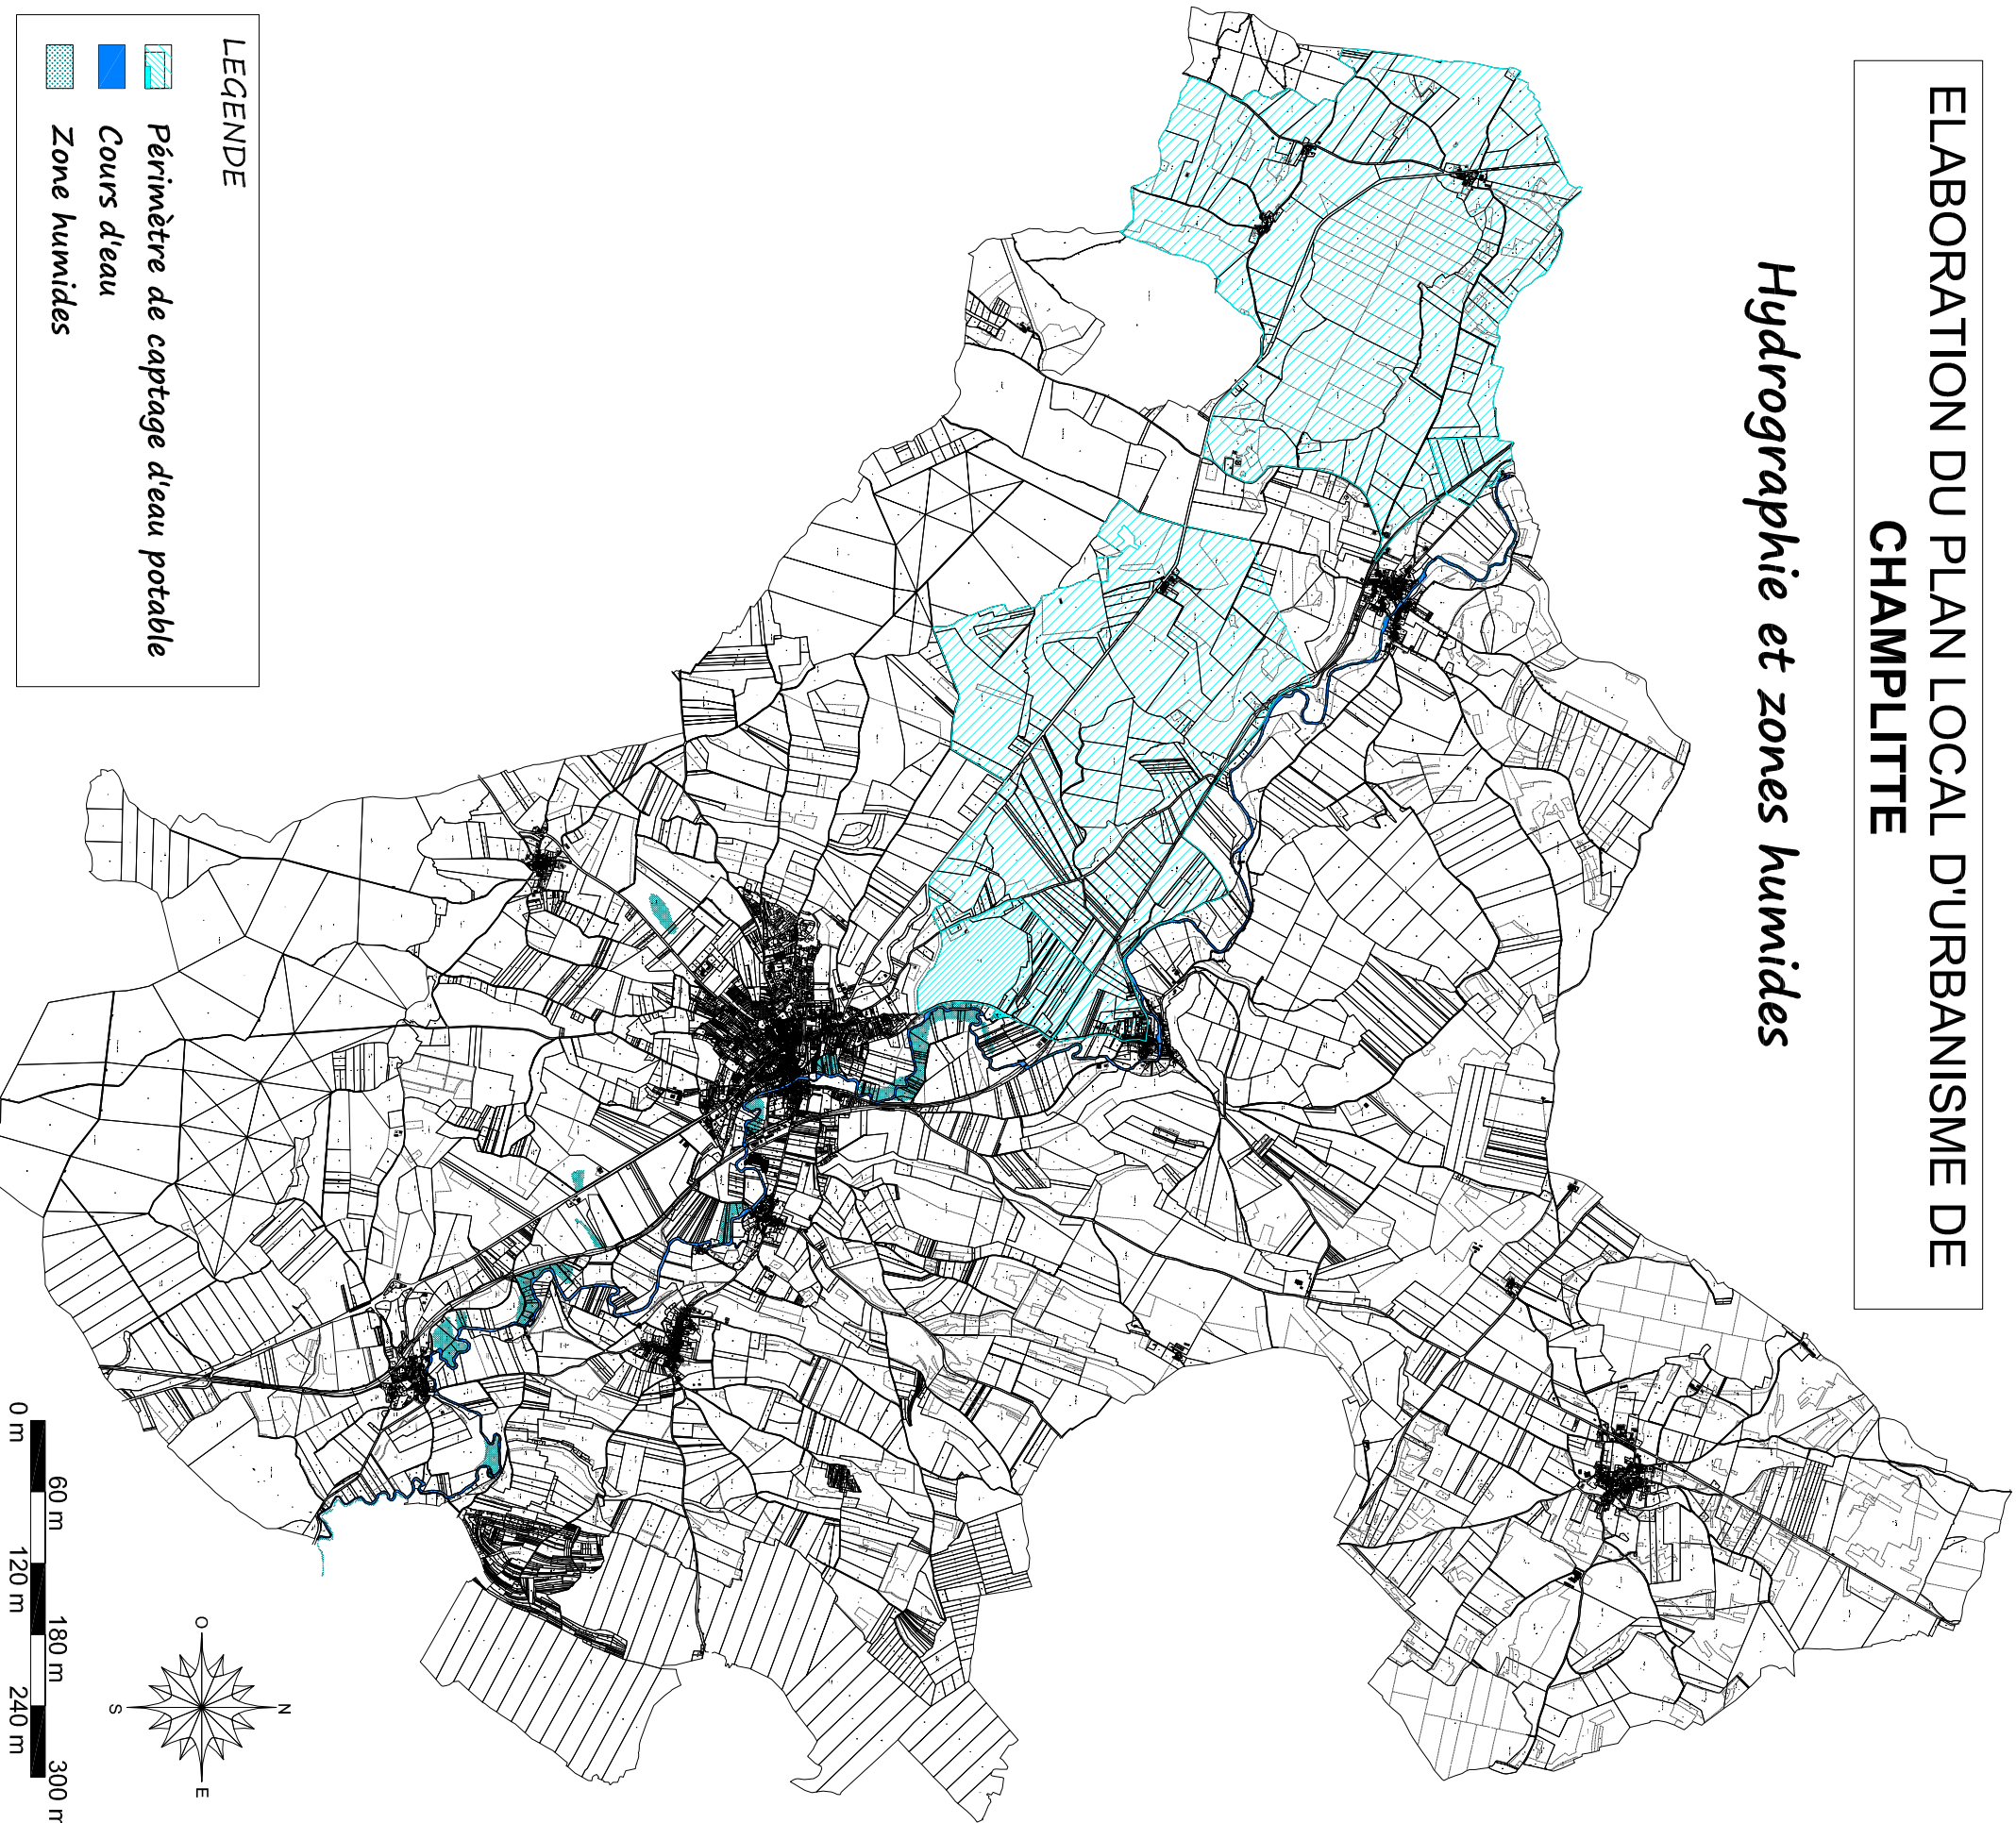 ELABORATION DU PLAN LOCAL D'URBANISME DE
CHAMPLITTE
Hydrographie et zones humides
LEGENDE
Périmètre de captage d'eau potable
Cours d'eau
Zone humides
0 m
60 m
120 m
180 m
240 m
300 m
N
O
E
S